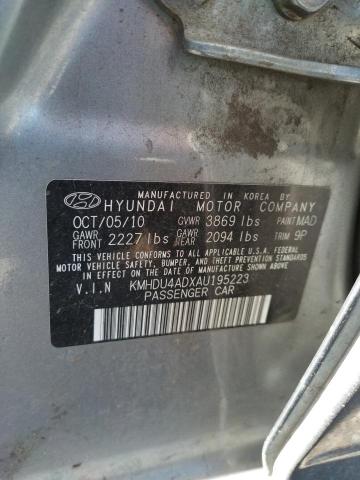 MANUFACTURED IN KOREA BY
HYUNDAI MOTOR COMPANY
OCT/05/10 GVWR 3869 lbs PAINT MAD
GAWR FRONT 2227 lbs GAWR REAR 2094 lbs TRIM 9P
THIS VEHICLE CONFORMS TO ALL APPLICABLE U.S.A. FEDERAL
MOTOR VEHICLE SAFETY, BUMPER, AND THEFT PREVENTION STANDARDS
IN EFFECT ON THE DATE OF MANUFACTURE SHOWN ABOVE.
V.I.N KMHDU4ADXAU195223
PASSENGER CAR